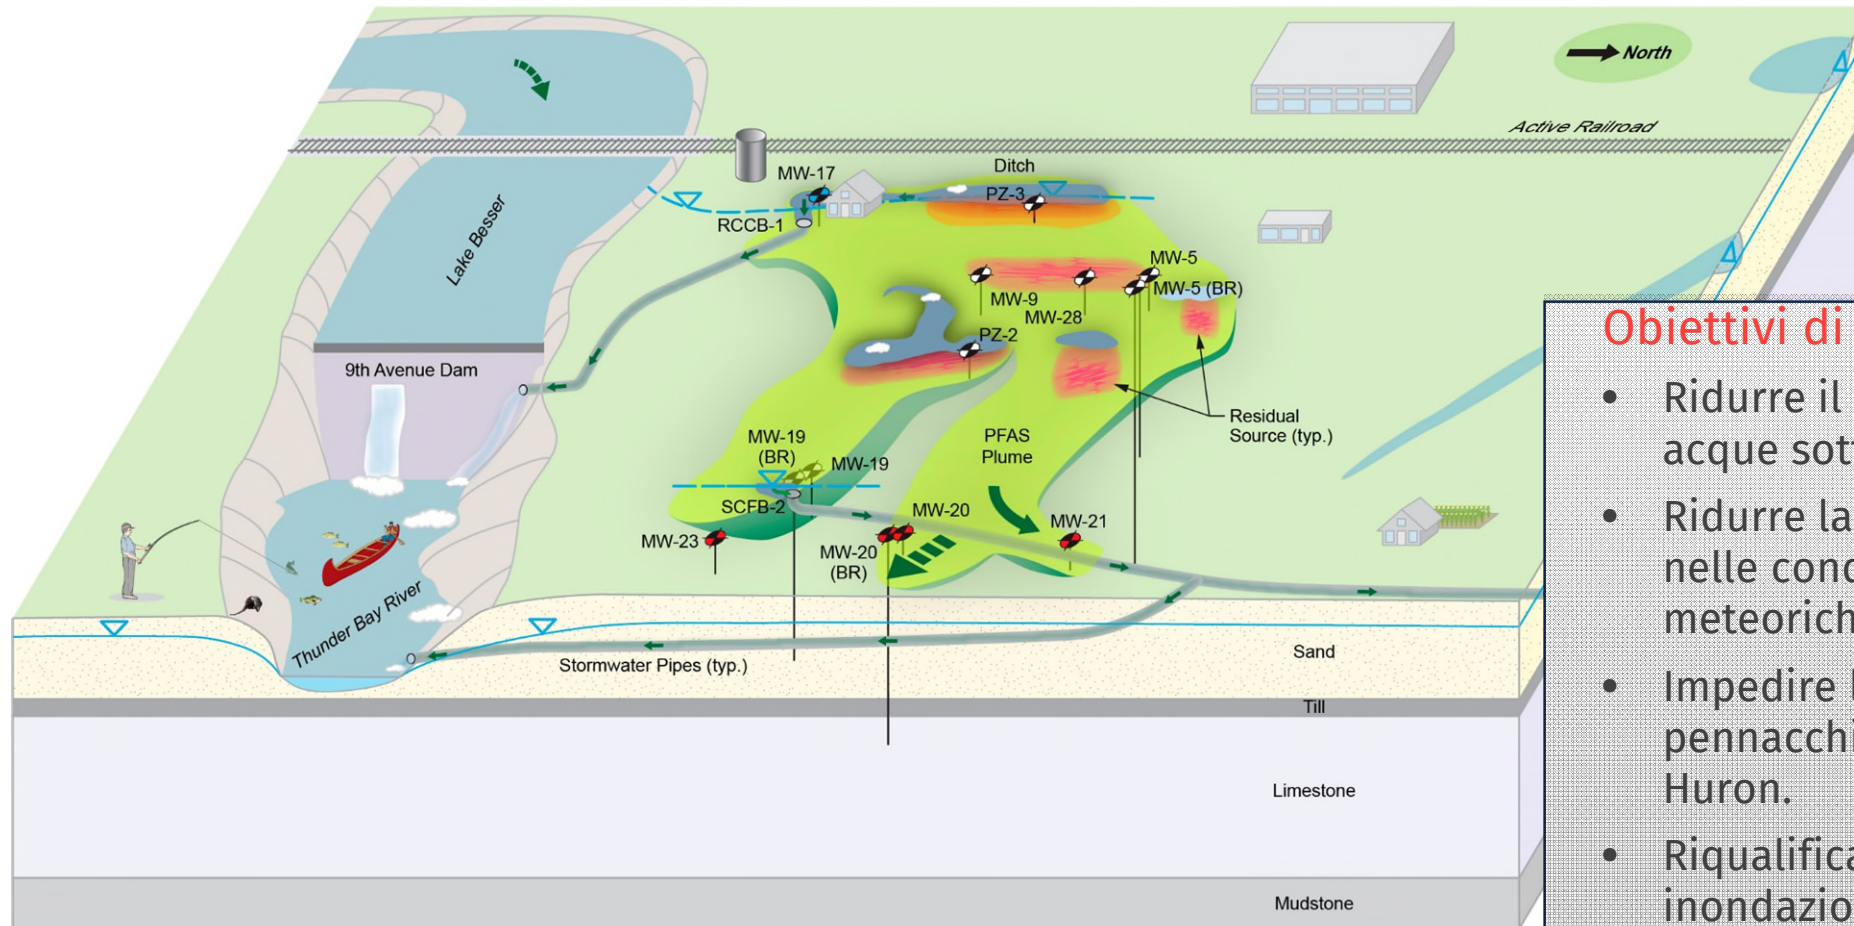 North
Active Railroad
Ditch
MW-17
PZ-3
RCCB-1
Lake Besser
MW-5
MW-5 (BR)
MW-9
MW-28
PZ-2
9th Avenue Dam
Residual
Source (typ.)
MW-19
(BR)
MW-19
PFAS
Plume
SCFB-2
MW-20
MW-21
MW-23
MW-20
(BR)
Thunder Bay River
Stormwater Pipes (typ.)
Sand
Till
Limestone
Mudstone
Obiettivi di
• Ridurre il
acque sot
• Ridurre la
nelle cond
meteorich
• Impedire l
pennacchi
Huron.
• Riqualifica
inondazio